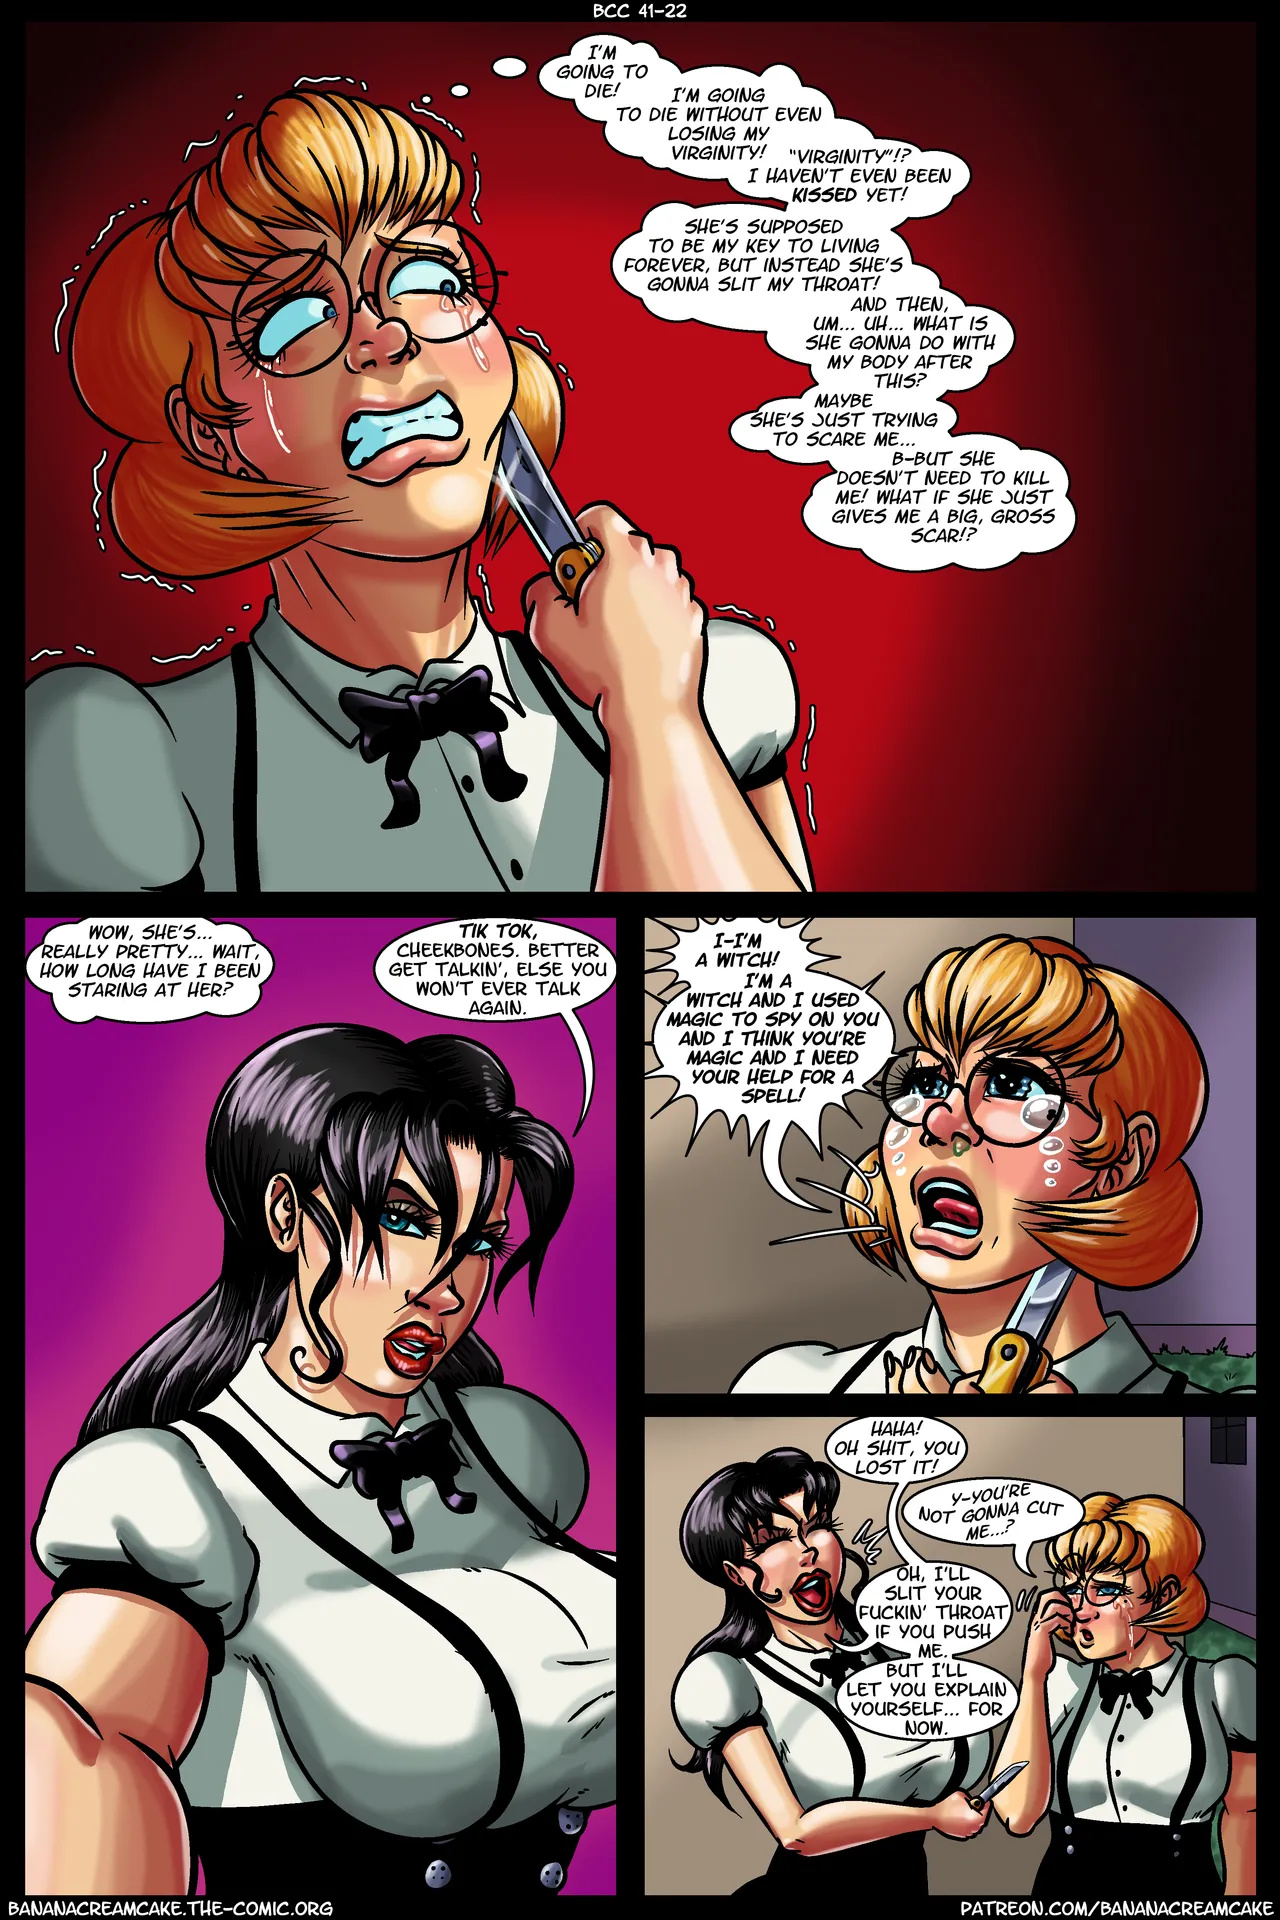 BCC 41-22
I'M
GOING TO
DIE!
I'M GOING
TO DIE WITHOUT EVEN
LOSING MY
VIRGINITY!
"VIRGINITY"!?
I HAVEN'T EVEN BEEN
KISSED YET!
SHE'S SUPPOSED
TO BE MY KEY TO LIVING
FOREVER, BUT INSTEAD SHE'S
GONNA SLIT MY THROAT!
AND THEN,
UM... UH... WHAT IS
SHE GONNA DO WITH
MY BODY AFTER
THIS?
MAYBE
SHE'S JUST TRYING
TO SCARE ME...
B-BUT SHE
DOESN'T NEED TO KILL
ME! WHAT IF SHE JUST
GIVES ME A BIG, GROSS
SCAR!?
WOW, SHE'S...
REALLY PRETTY... WAIT,
HOW LONG HAVE I BEEN
STARING AT HER?
TIK TOK,
CHEEKBONES. BETTER
GET TALKIN', ELSE YOU
WON'T EVER TALK
AGAIN.
I-I'M
A WITCH!
I'M A
WITCH AND I USED
MAGIC TO SPY ON YOU
AND I THINK YOU'RE
MAGIC AND I NEED
YOUR HELP FOR A
SPELL!
HAHA!
OH SHIT, YOU
LOST IT!
Y-YOU'RE
NOT GONNA CUT
ME...?
OH, I'LL
SLIT YOUR
FUCKIN' THROAT
IF YOU PUSH
ME.
BUT I'LL
LET YOU EXPLAIN
YOURSELF... FOR
NOW.
BANANACREAMCAKE.THE-COMIC.ORG
PATREON.COM/BANANACREAMCAKE